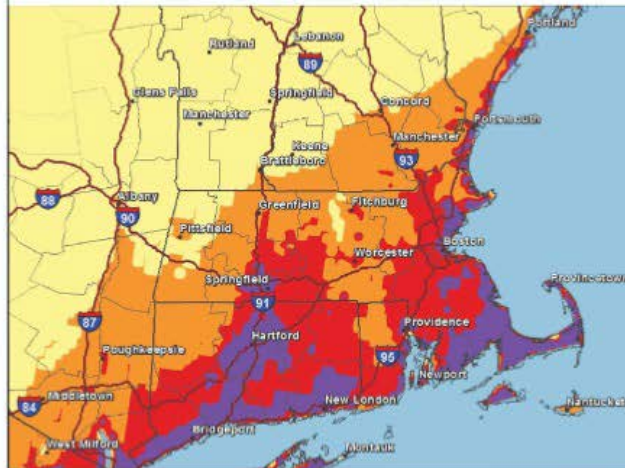 Portland
Rutland
Lebanon
89
Glens Falls
Springfield
Manchester
Concord
Portsmouth
Keene
Manchester
Brattleboro
93
88
Albany
90
Greenfield
Fitchburg
Pittsfield
Boston
Worcester
Springfield
Provincetown
91
87
Hartford
Providence
Poughkeepsie
95
Newport
Middletown
New London
84
Nantucket
Bridgeport
West Milford
Montauk